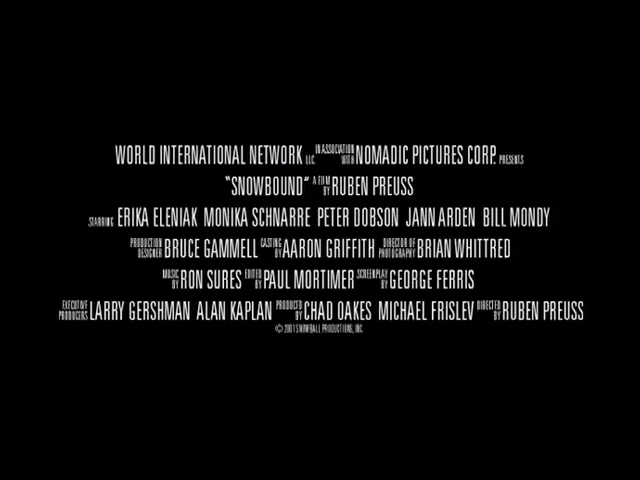 WORLD INTERNATIONAL NETWORK LLC. IN ASSOCIATION WITH NOMADIC PICTURES CORP. PRESENTS
"SNOWBOUND" A FILM BY RUBEN PREUSS
STARRING ERIKA ELENIAK MONIKA SCHNARRE PETER DOBSON JANN ARDEN BILL MONDY
PRODUCTION DESIGNER BRUCE GAMMELL CASTING BY AARON GRIFFITH DIRECTOR OF PHOTOGRAPHY BRIAN WHITTRED
MUSIC BY RON SURES EDITED BY PAUL MORTIMER SCREENPLAY BY GEORGE FERRIS
EXECUTIVE PRODUCERS LARRY GERSHMAN ALAN KAPLAN PRODUCED BY CHAD OAKES MICHAEL FRISLEV DIRECTED BY RUBEN PREUSS
© 2001 SNOWBALL PRODUCTIONS, INC.